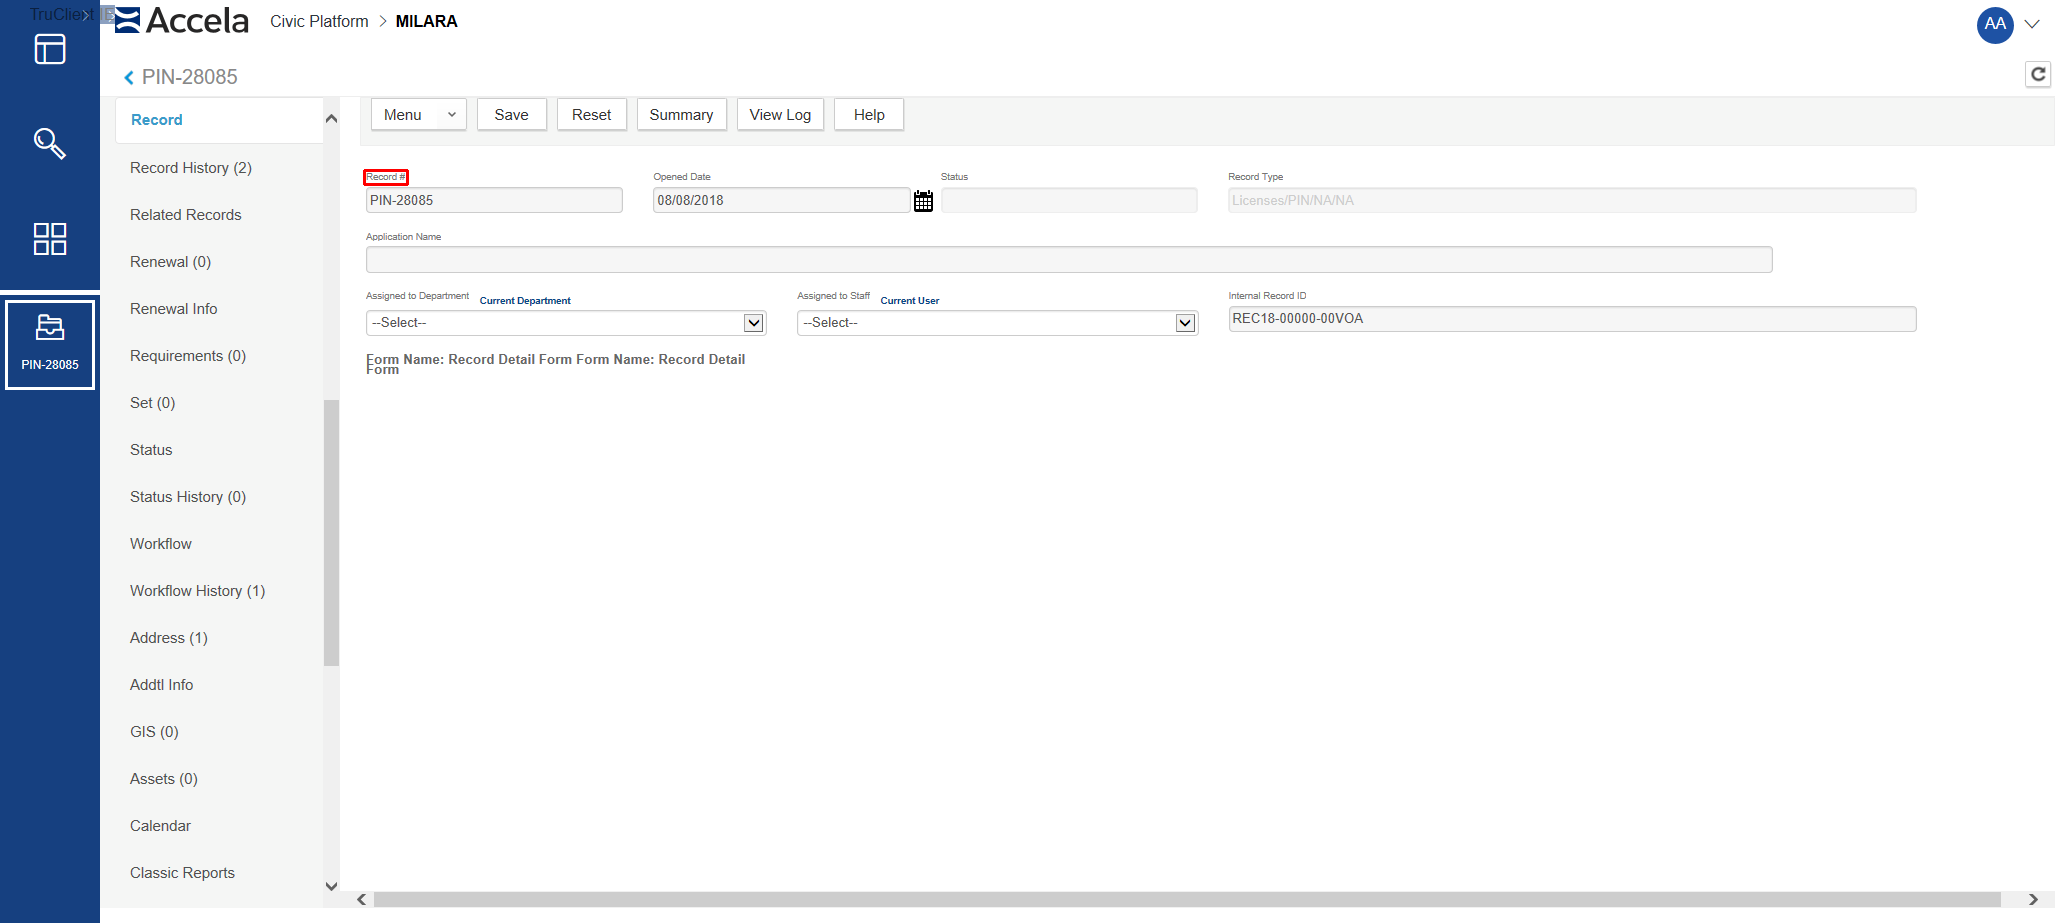 TruClient
Accela
Civic Platform > MILARA
AA
PIN-28085
Record
Menu
Save
Reset
Summary
View Log
Help
Record History (2)
Related Records
Renewal (0)
Renewal Info
Requirements (0)
Set (0)
Status
Status History (0)
Workflow
Workflow History (1)
Address (1)
Addtl Info
GIS (0)
Assets (0)
Calendar
Classic Reports
PIN-28085
Record #
Opened Date
Status
Record Type
PIN-28085
08/08/2018
Licenses/PIN/NA/NA
Application Name
Assigned to Department Current Department
Assigned to Staff Current User
Internal Record ID
--Select--
--Select--
REC18-00000-00VOA
Form Name: Record Detail Form Form Name: Record Detail
Form